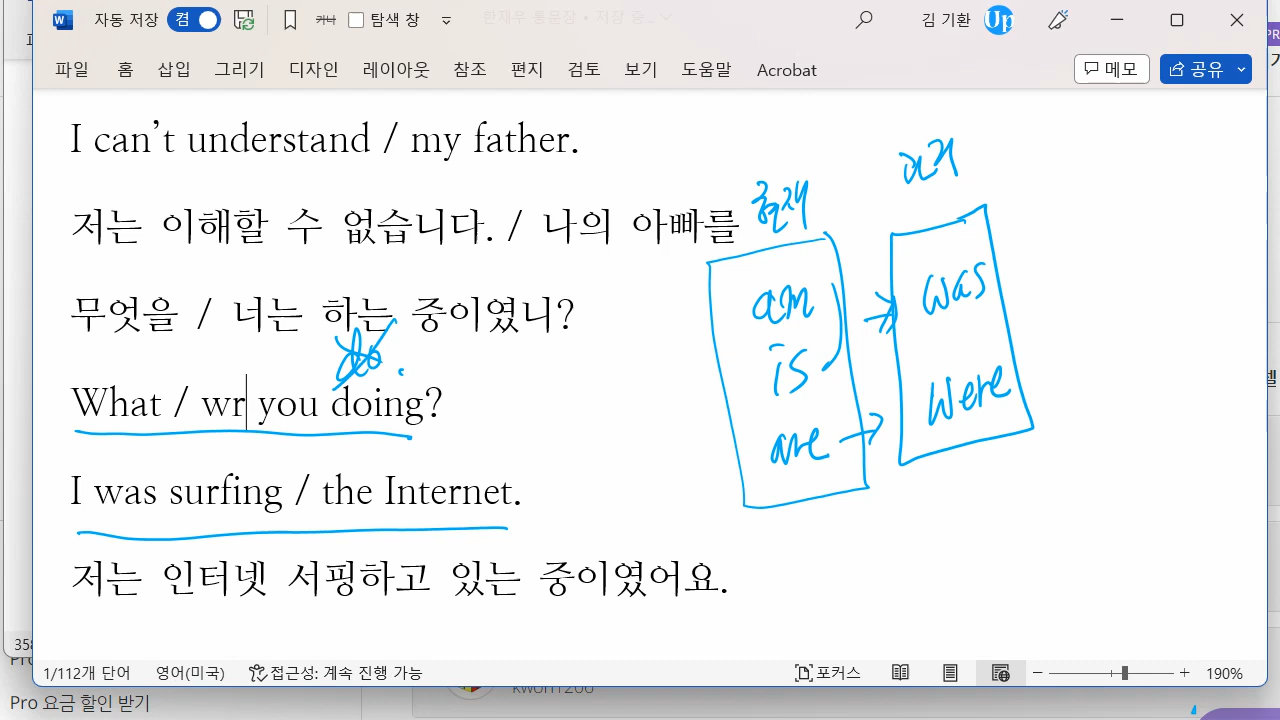 자동 저장 켬 가나 탐색 창 김 기환 Up
파일 홈 삽입 그리기 디자인 레이아웃 참조 편지 검토 보기 도움말 Acrobat 메모 공유
I can’t understand / my father.
과거
현재
저는 이해할 수 없습니다. / 나의 아빠를
am was
무엇을 / 너는 하는 중이였니?
do.
is
What / wr you doing?
were
are
I was surfing / the Internet.
저는 인터넷 서핑하고 있는 중이였어요.
358
1/112개 단어 영어(미국) 접근성: 계속 진행 가능 포커스 190%
Pro 요금 할인 받기